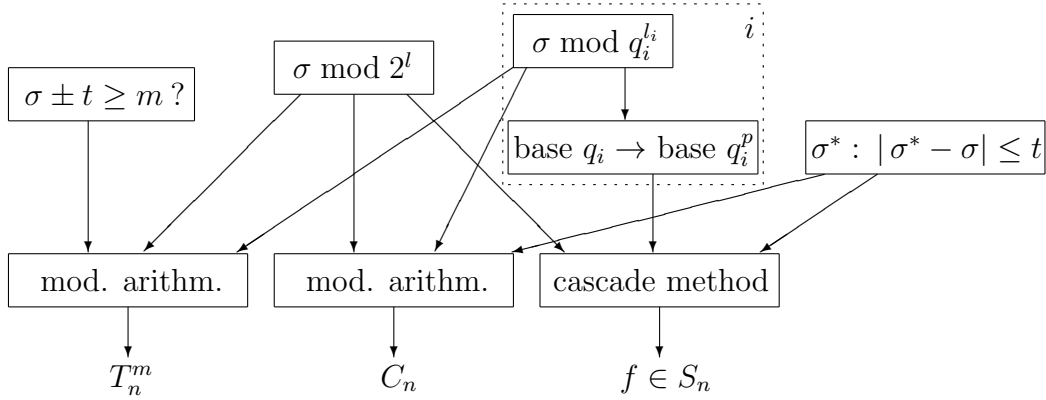 i
σ mod q_i^{l_i}
σ mod 2^l
σ ± t ≥ m ?
base q_i → base q_i^p
σ* : | σ* − σ| ≤ t
mod. arithm.
mod. arithm.
cascade method
T_n^m
C_n
f ∈ S_n